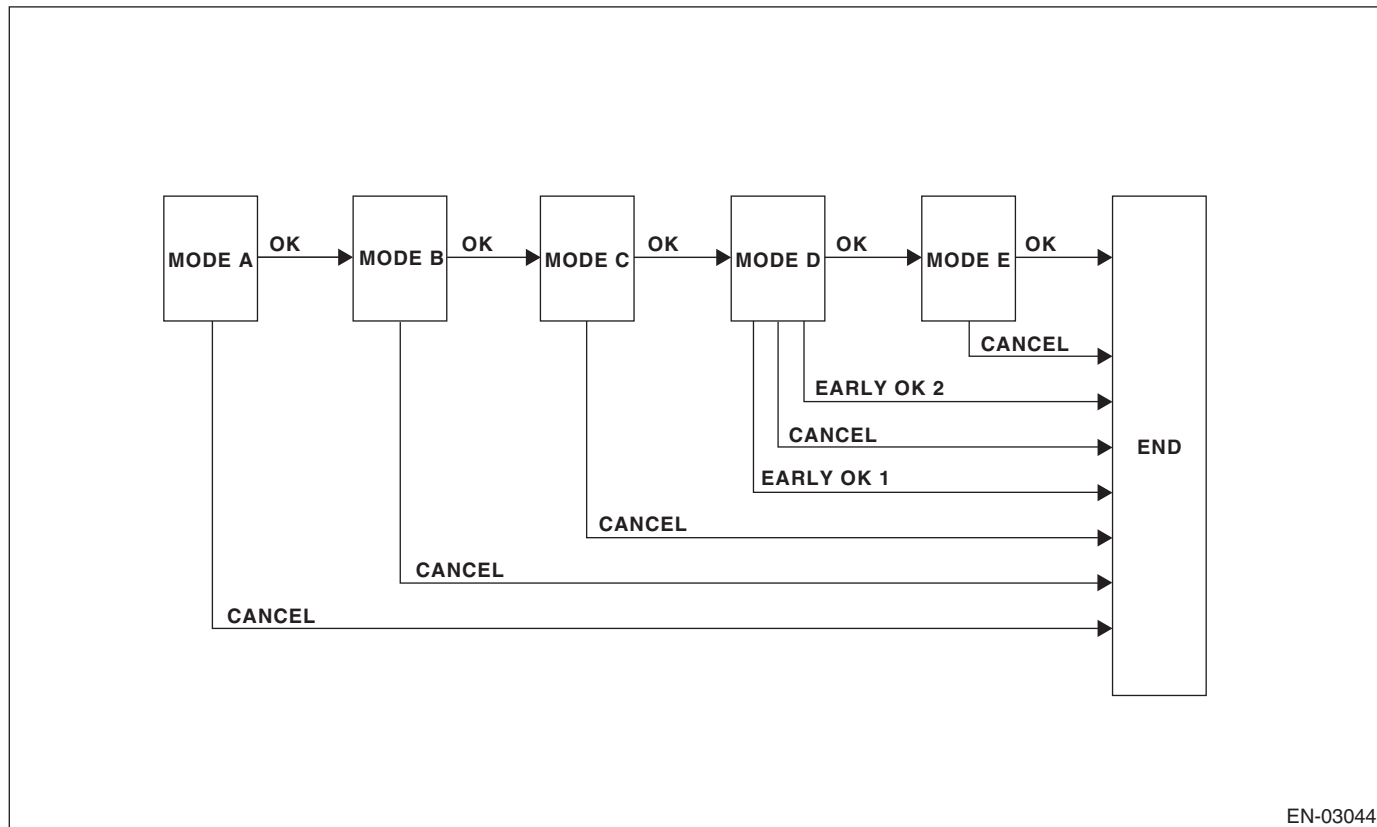 OK
OK
OK
OK
OK
MODE A
MODE B
MODE C
MODE D
MODE E
CANCEL
EARLY OK 2
CANCEL
END
EARLY OK 1
CANCEL
CANCEL
CANCEL
EN-03044